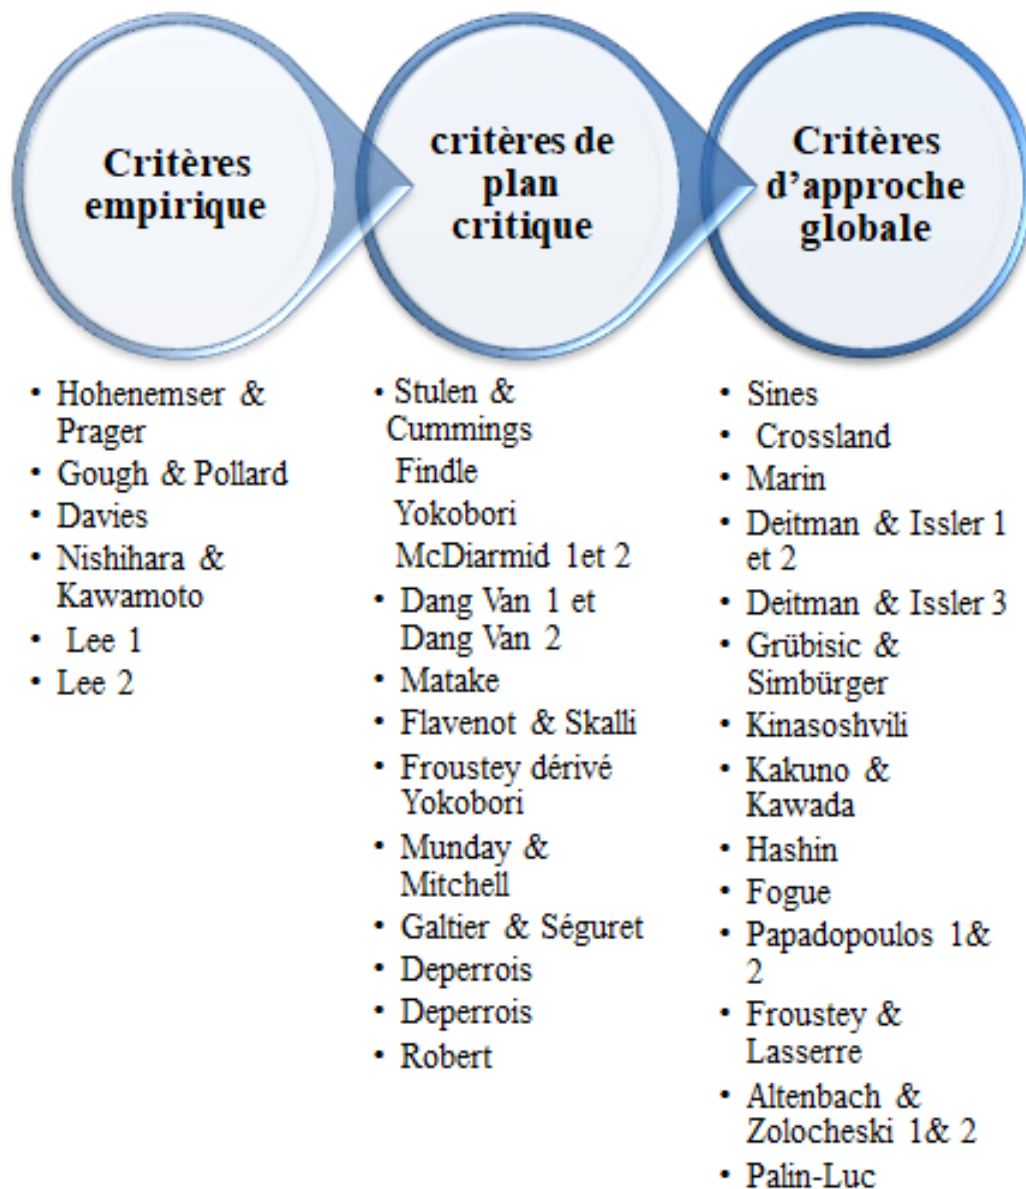 Critères
empirique
critères de
plan
critique
Critères
d’approche
globale
• Hohenemser &
Prager
• Gough & Pollard
• Davies
• Nishihara &
Kawamoto
• Lee 1
• Lee 2
• Stulen &
Cummings
Findle
Yokobori
McDiarmid 1et 2
• Dang Van 1 et
Dang Van 2
• Matake
• Flavenot & Skalli
• Froustey dérivé
Yokobori
• Munday &
Mitchell
• Galtier & Séguret
• Deperrois
• Deperrois
• Robert
• Sines
• Crossland
• Marin
• Deitman & Issler 1
et 2
• Deitman & Issler 3
• Grübisic &
Simbürger
• Kinasoshvili
• Kakuno &
Kawada
• Hashin
• Fogue
• Papadopoulos 1&
2
• Froustey &
Lasserre
• Altenbach &
Zolocheski 1& 2
• Palin-Luc